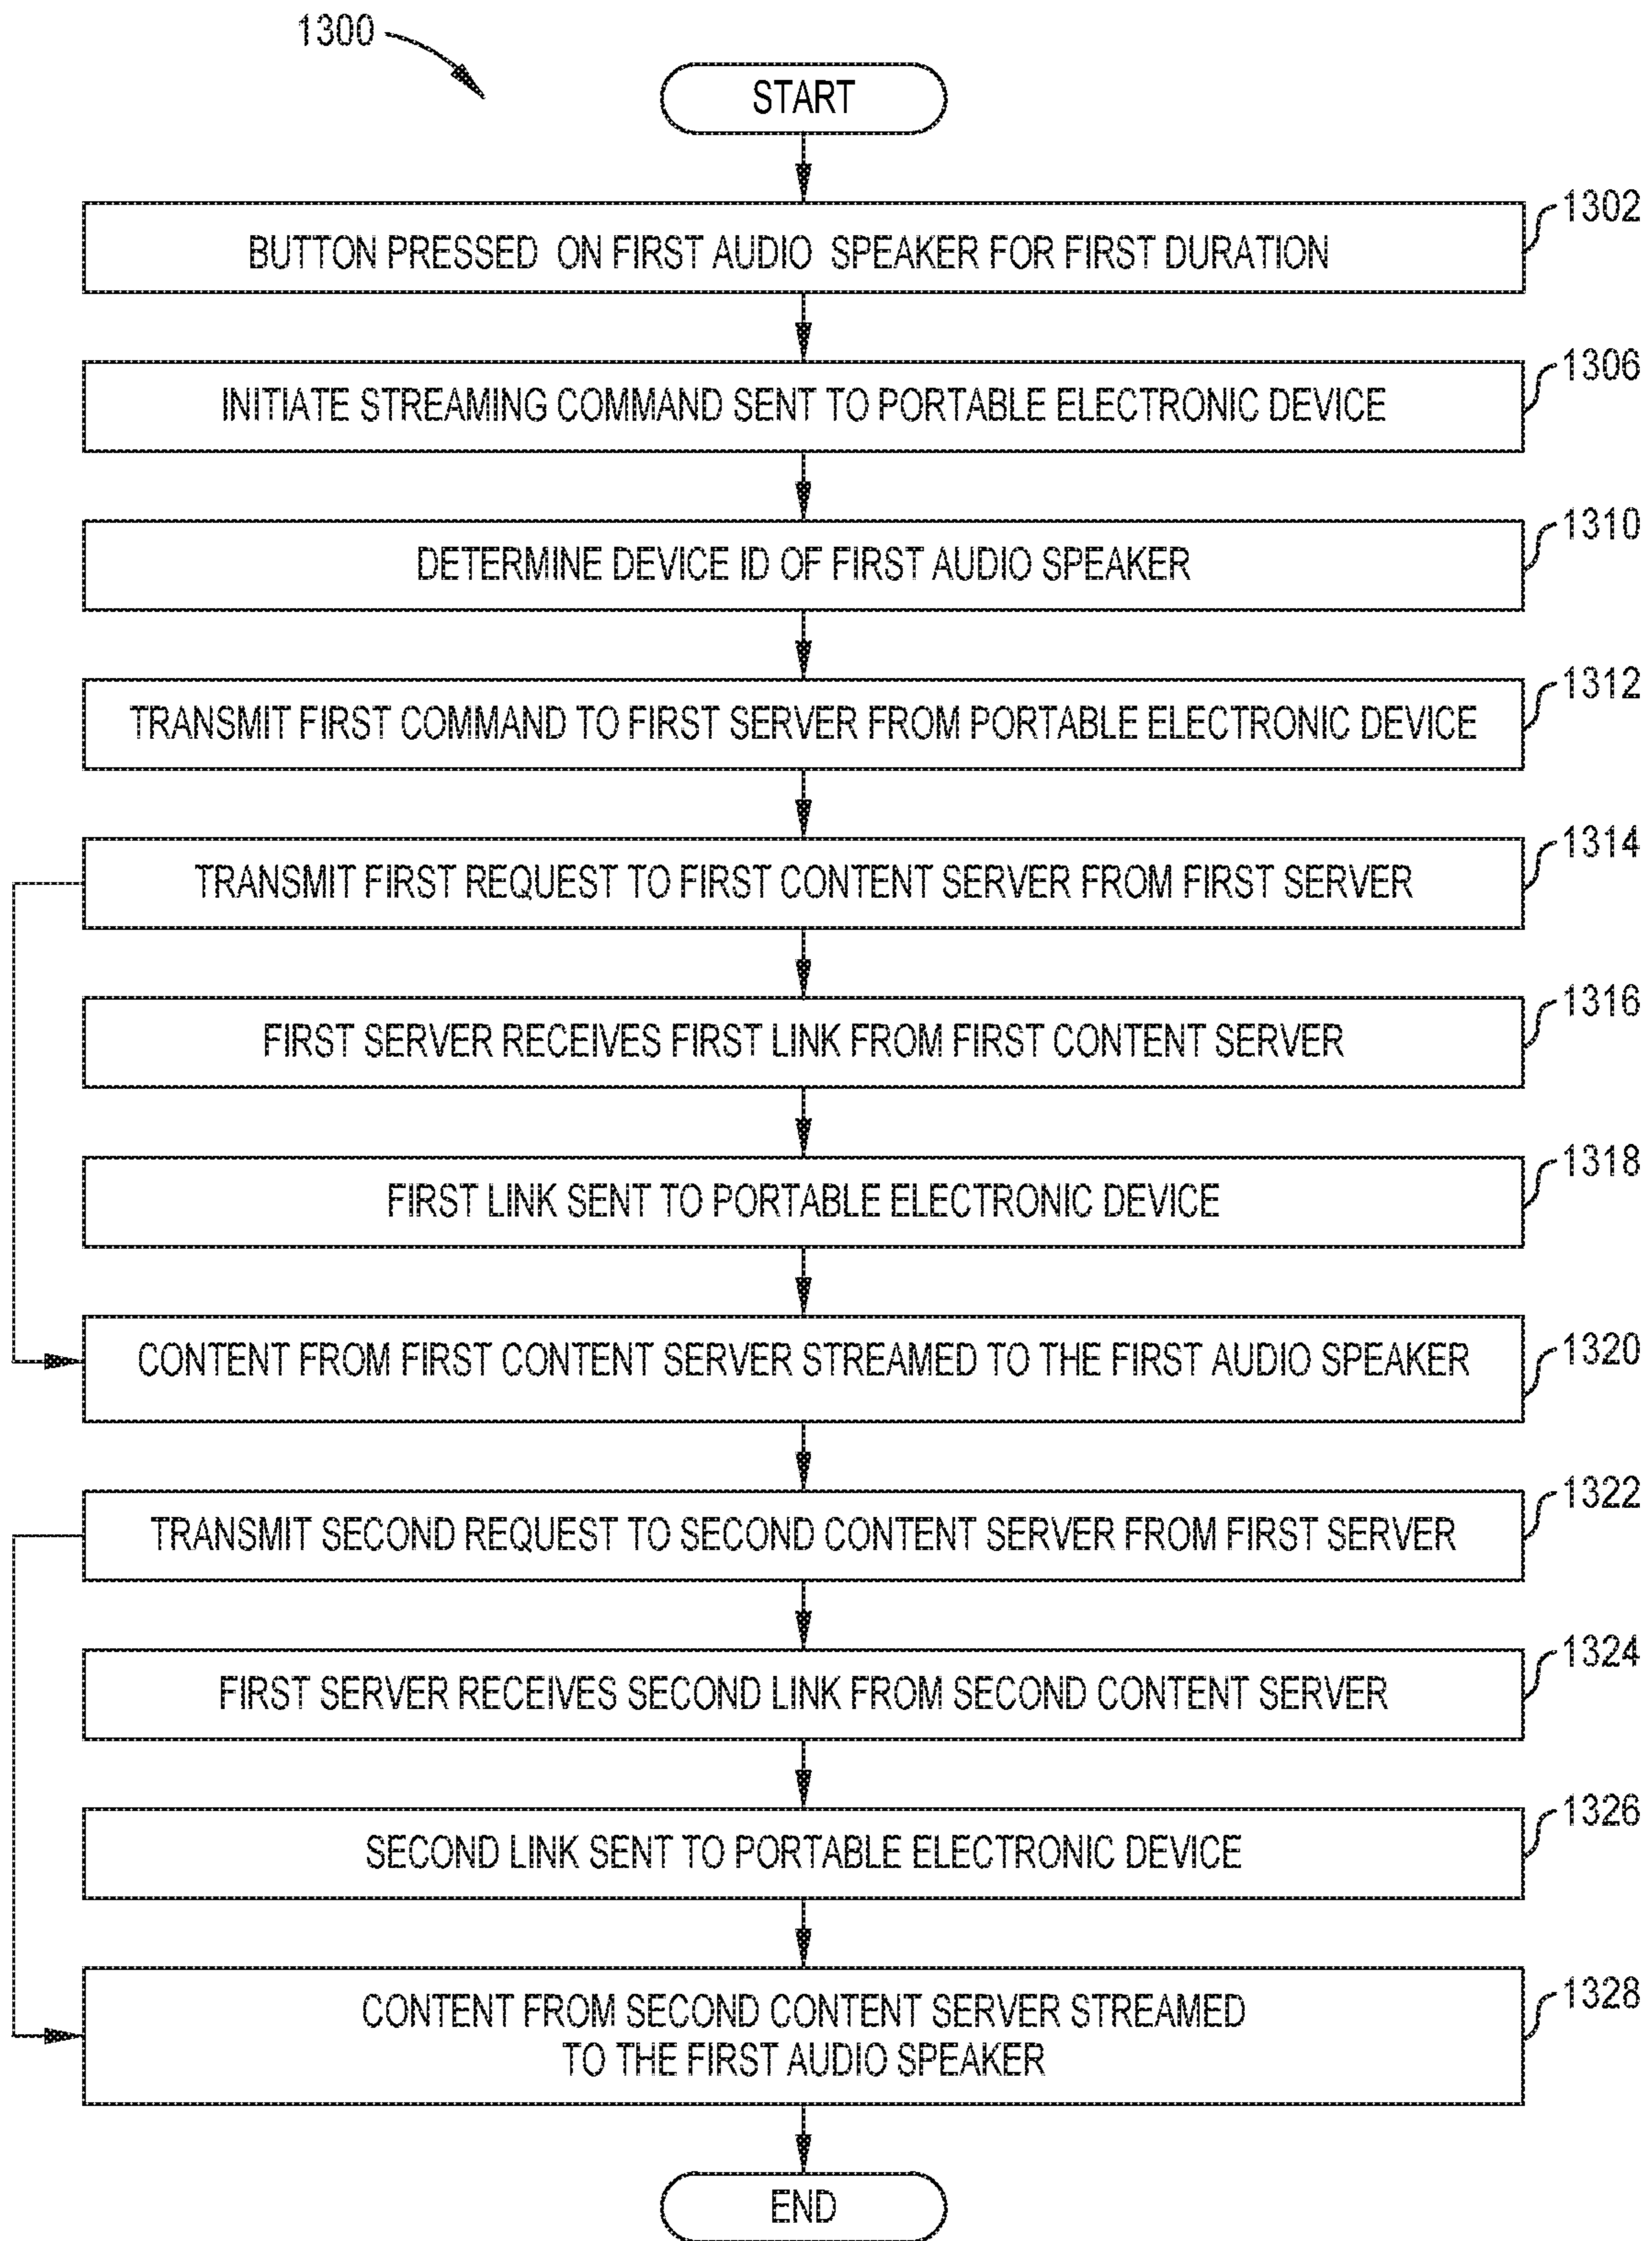 1300
START
1302
BUTTON PRESSED ON FIRST AUDIO SPEAKER FOR FIRST DURATION
1306
INITIATE STREAMING COMMAND SENT TO PORTABLE ELECTRONIC DEVICE
1310
DETERMINE DEVICE ID OF FIRST AUDIO SPEAKER
1312
TRANSMIT FIRST COMMAND TO FIRST SERVER FROM PORTABLE ELECTRONIC DEVICE
1314
TRANSMIT FIRST REQUEST TO FIRST CONTENT SERVER FROM FIRST SERVER
1316
FIRST SERVER RECEIVES FIRST LINK FROM FIRST CONTENT SERVER
1318
FIRST LINK SENT TO PORTABLE ELECTRONIC DEVICE
1320
CONTENT FROM FIRST CONTENT SERVER STREAMED TO THE FIRST AUDIO SPEAKER
1322
TRANSMIT SECOND REQUEST TO SECOND CONTENT SERVER FROM FIRST SERVER
1324
FIRST SERVER RECEIVES SECOND LINK FROM SECOND CONTENT SERVER
1326
SECOND LINK SENT TO PORTABLE ELECTRONIC DEVICE
1328
CONTENT FROM SECOND CONTENT SERVER STREAMED
TO THE FIRST AUDIO SPEAKER
END